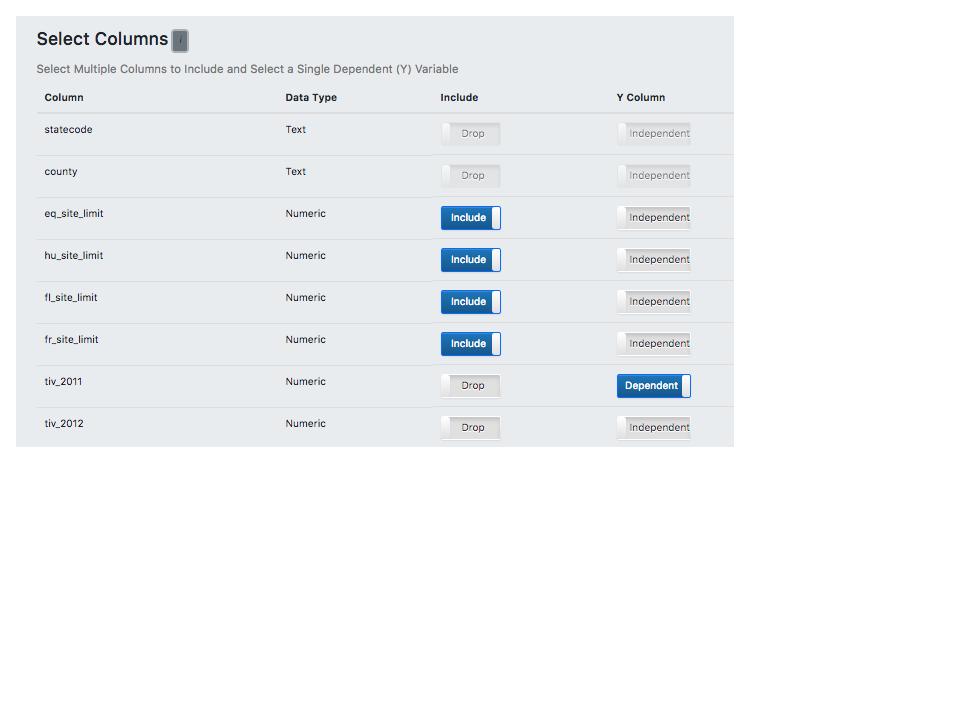 Select Columns
Select Multiple Columns to Include and Select a Single Dependent (Y) Variable
Column Data Type Include Y Column
statecode Text Drop Independent
county Text Drop Independent
eq_site_limit Numeric Include Independent
hu_site_limit Numeric Include Independent
fl_site_limit Numeric Include Independent
fr_site_limit Numeric Include Independent
tiv_2011 Numeric Drop Dependent
tiv_2012 Numeric Drop Independent